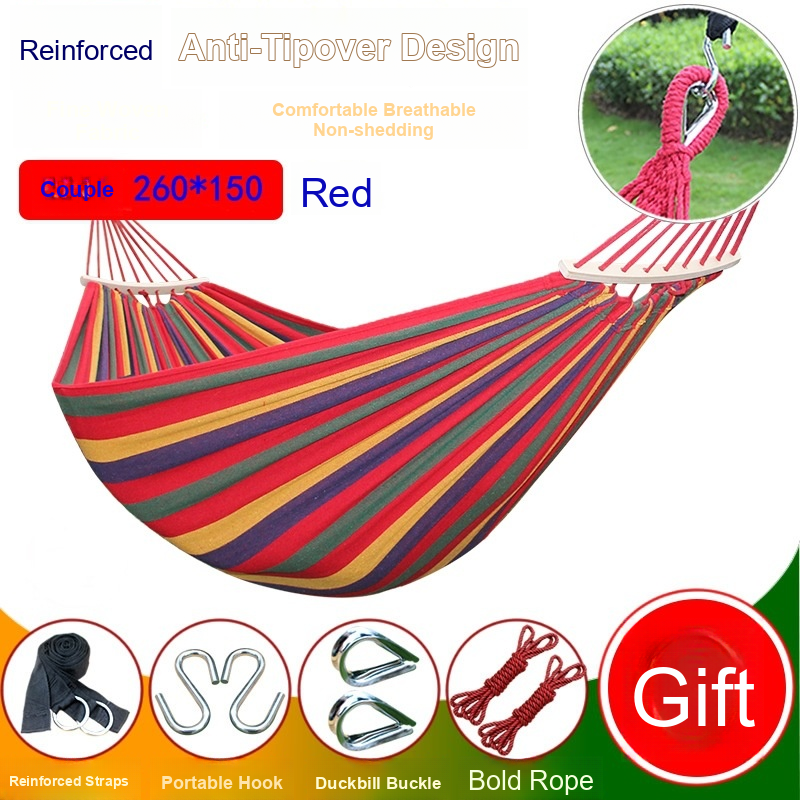 Reinforced
Anti-Tipover Design
Comfortable Breathable
Non-shedding
Couple 260*150
Red
Reinforced Straps
Portable Hook
Duckbill Buckle
Bold Rope
Gift